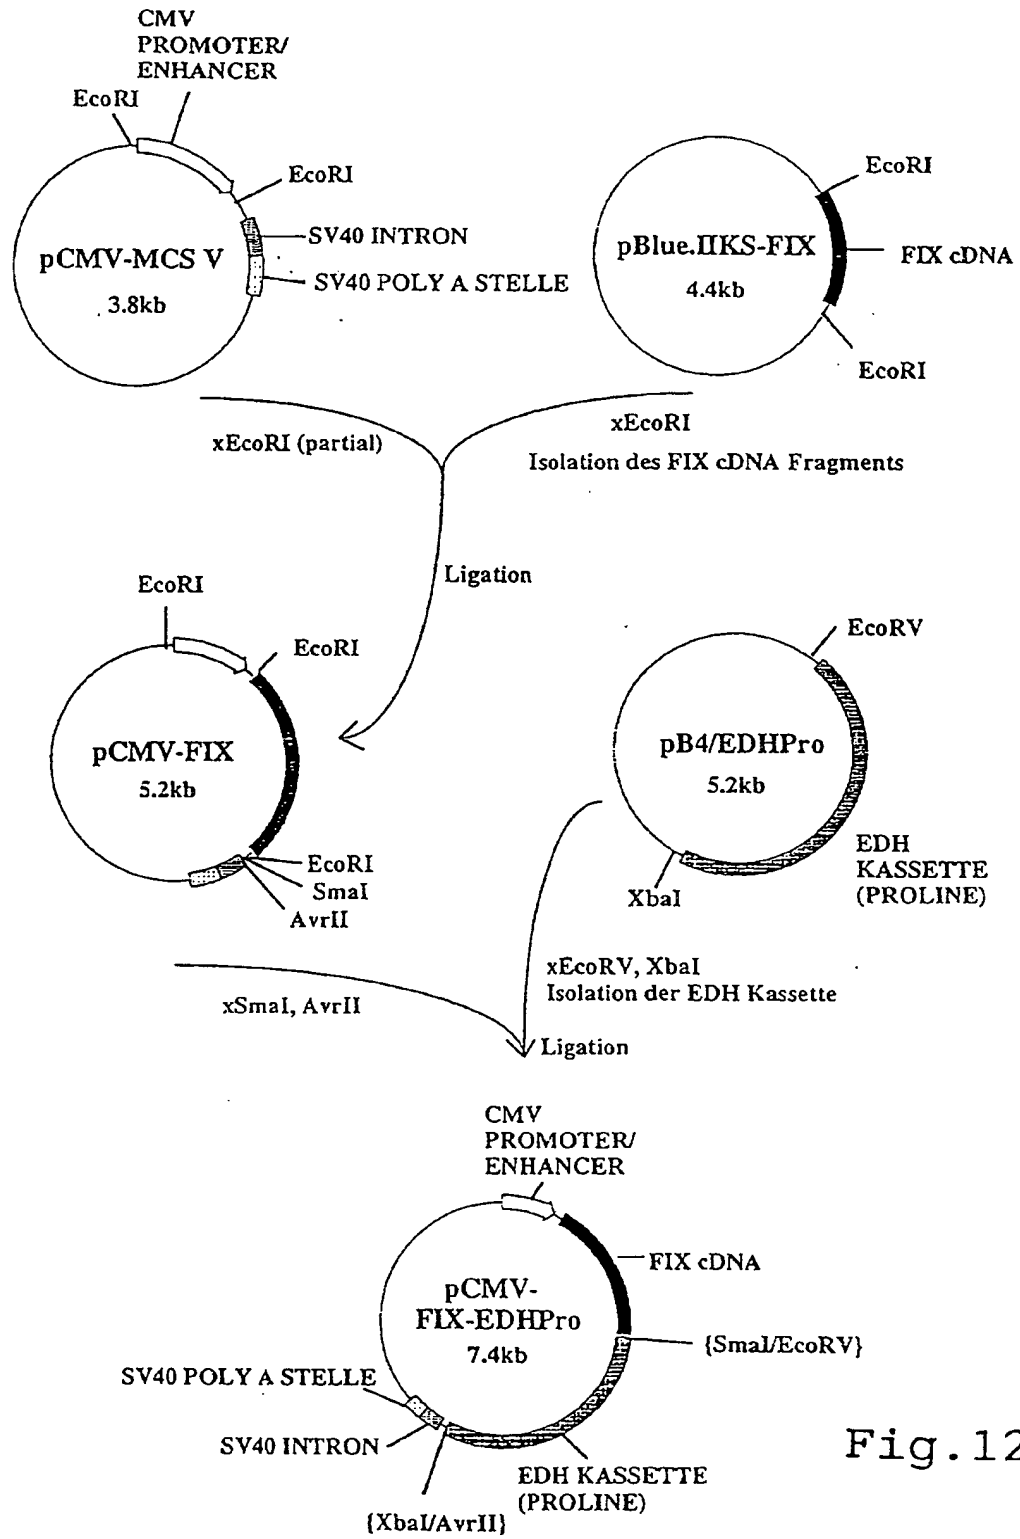 CMV
PROMOTER/
ENHANCER
EcoRI
EcoRI
SV40 INTRON
SV40 POLY A STELLE
pCMV-MCS V
3.8kb
EcoRI
FIX cDNA
EcoRI
pBlue.IIKS-FIX
4.4kb
xEcoRI (partial)
xEcoRI
Isolation des FIX cDNA Fragments
Ligation
EcoRI
EcoRI
pCMV-FIX
5.2kb
EcoRI
SmaI
AvrII
EcoRV
pB4/EDHPro
5.2kb
EDH
KASSETTE
(PROLINE)
XbaI
xSmaI, AvrII
xEcoRV, XbaI
Isolation der EDH Kassette
Ligation
CMV
PROMOTER/
ENHANCER
FIX cDNA
pCMV-
FIX-EDHPro
7.4kb
{SmaI/EcoRV}
SV40 POLY A STELLE
SV40 INTRON
EDH KASSETTE
(PROLINE)
{XbaI/AvrII}
Fig.12